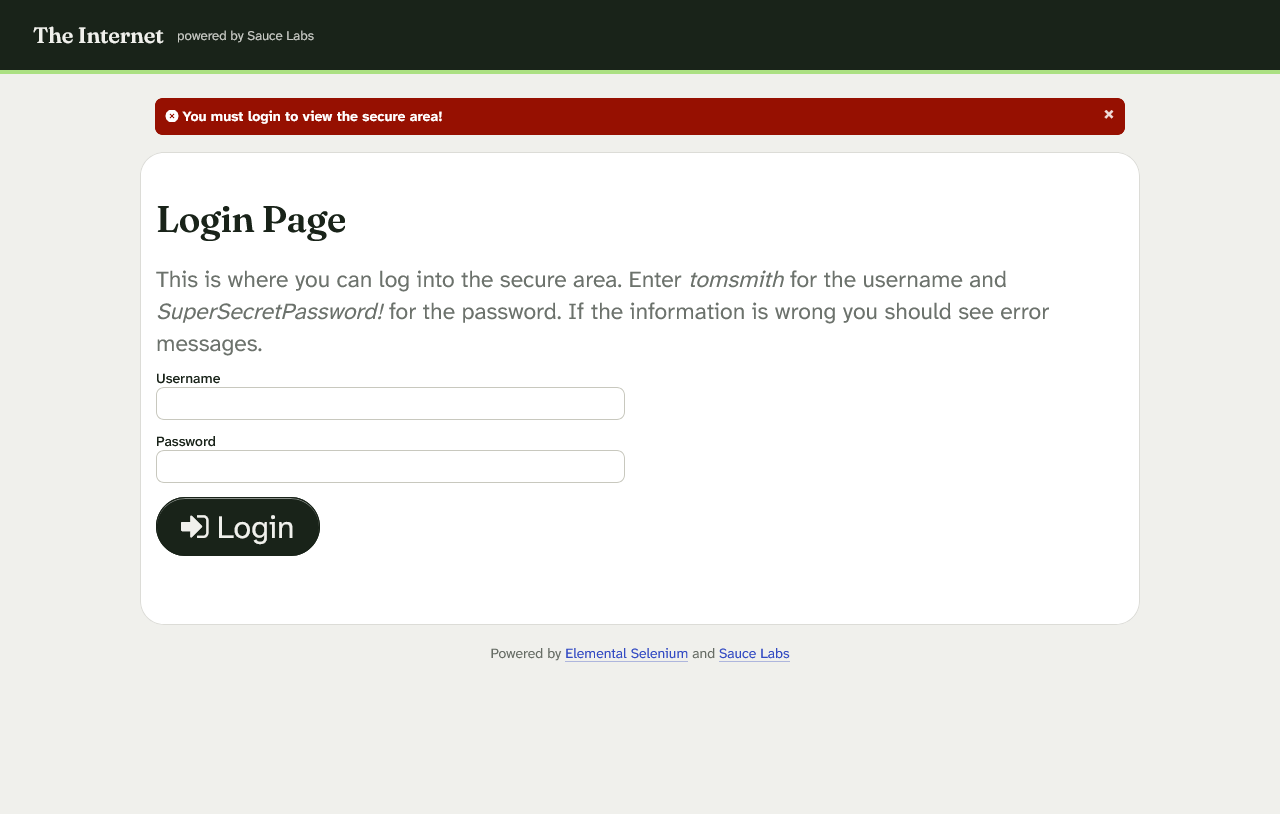 The Internet powered by Sauce Labs
You must login to view the secure area! ×
Login Page
This is where you can log into the secure area. Enter tomsmith for the username and
SuperSecretPassword! for the password. If the information is wrong you should see error
messages.
Username
Password
Login
Powered by Elemental Selenium and Sauce Labs